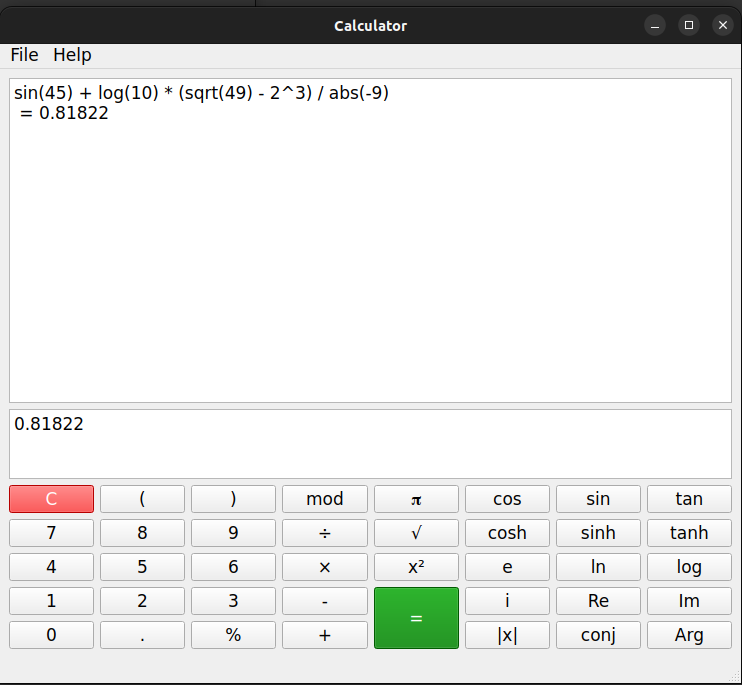 Calculator
File Help
sin(45) + log(10) * (sqrt(49) - 2^3) / abs(-9)
= 0.81822
0.81822
C ( ) mod π cos sin tan
7 8 9 ÷ √ cosh sinh tanh
4 5 6 × x² e ln log
1 2 3 - = i Re Im
0 . % + |x| conj Arg